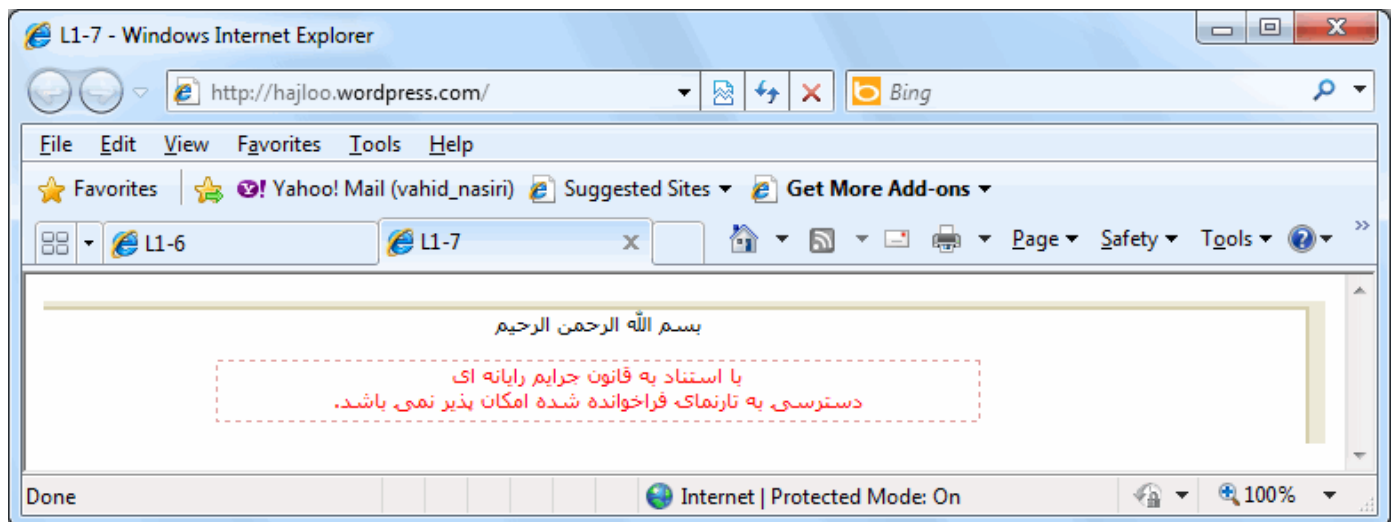 L1-7 - Windows Internet Explorer
http://hajloo.wordpress.com/
Bing
File Edit View Favorites Tools Help
Favorites Yahoo! Mail (vahid_nasiri) Suggested Sites Get More Add-ons
L1-6 L1-7 Page Safety Tools
بسم الله الرحمن الرحیم
با استناد به قانون جرایم رایانه ای
دسترسی به تارنمای فراخوانده شده امکان پذیر نمی باشد.
Done Internet | Protected Mode: On 100%